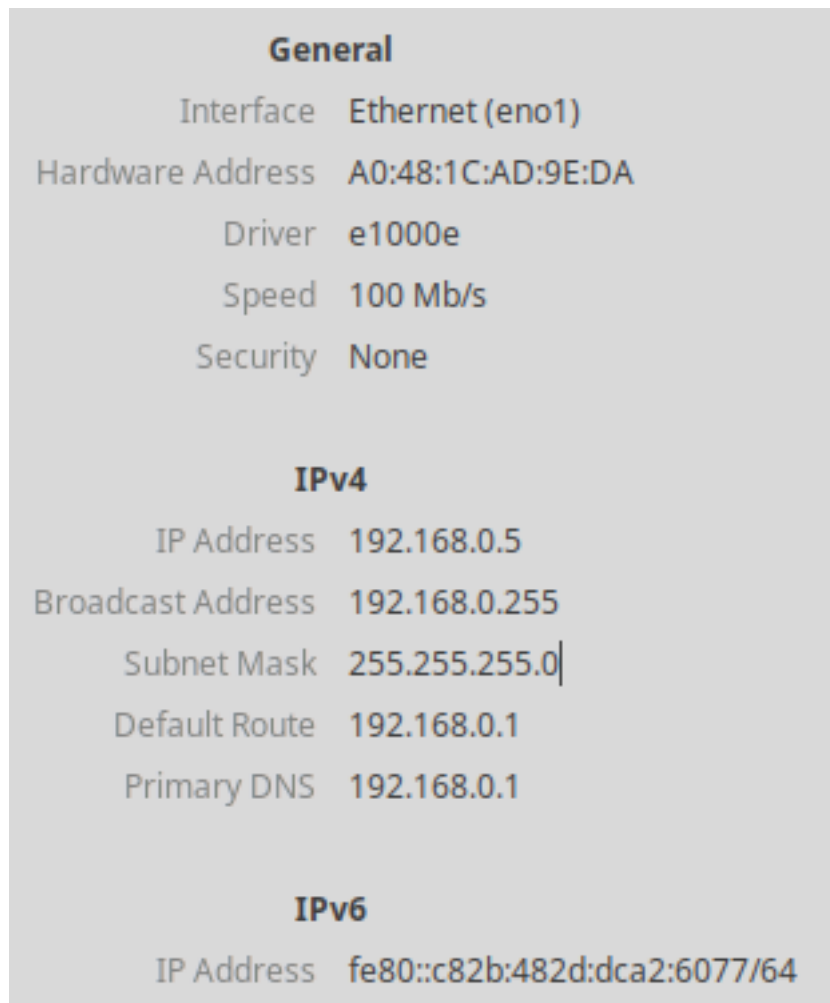 General
Interface Ethernet (eno1)
Hardware Address A0:48:1C:AD:9E:DA
Driver e1000e
Speed 100 Mb/s
Security None
IPv4
IP Address 192.168.0.5
Broadcast Address 192.168.0.255
Subnet Mask 255.255.255.0
Default Route 192.168.0.1
Primary DNS 192.168.0.1
IPv6
IP Address fe80::c82b:482d:dca2:6077/64